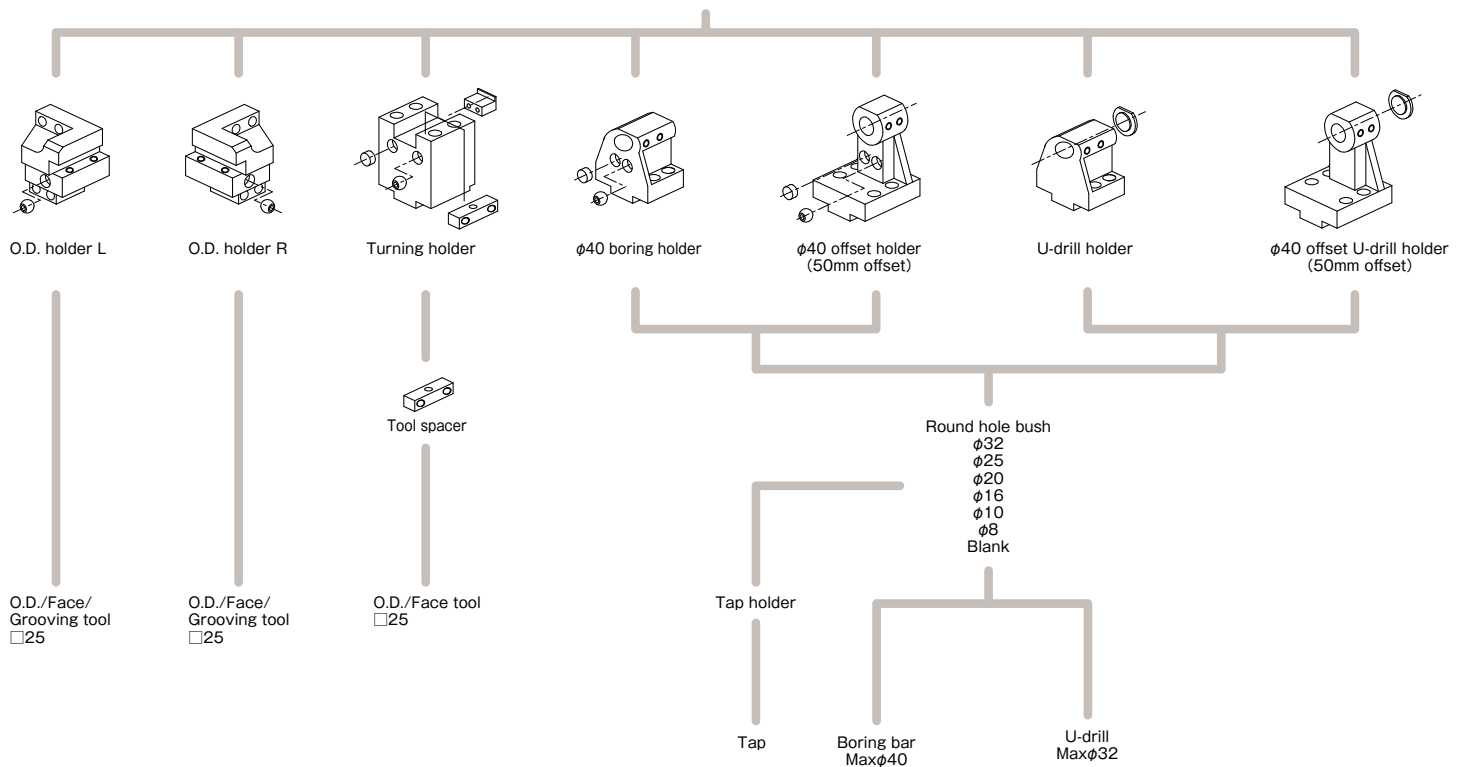 O.D. holder L
O.D. holder R
Turning holder
φ40 boring holder
φ40 offset holder
(50mm offset)
U-drill holder
φ40 offset U-drill holder
(50mm offset)
Tool spacer
Round hole bush
φ32
φ25
φ20
φ16
φ10
φ8
Blank
O.D./Face/
Grooving tool
□25
O.D./Face/
Grooving tool
□25
O.D./Face tool
□25
Tap holder
Tap
Boring bar
Maxφ40
U-drill
Maxφ32